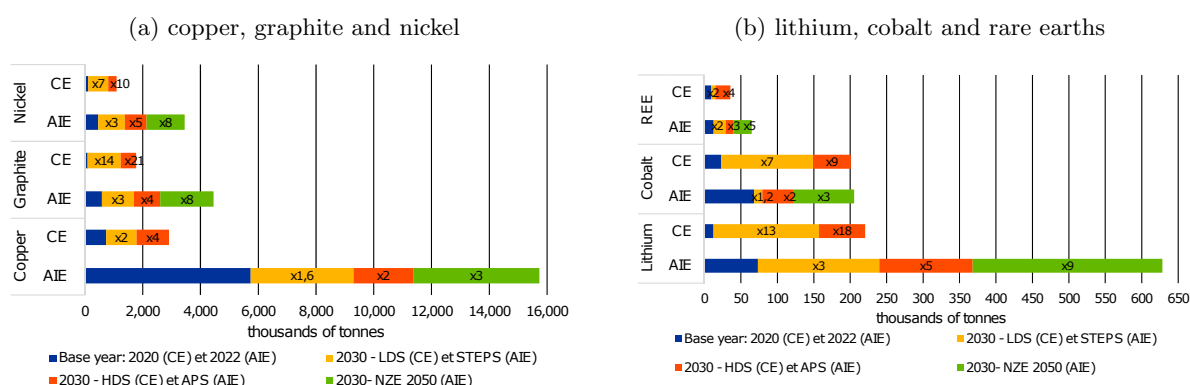 (a) copper, graphite and nickel
Nickel
CE
x7
x10
AIE
x3
x5
x8
Graphite
CE
x14
x21
AIE
x3
x4
x8
Copper
CE
x2
x4
AIE
x1,6
x2
x3
0 2,000 4,000 6,000 8,000 10,000 12,000 14,000 16,000
thousands of tonnes
Base year: 2020 (CE) et 2022 (AIE)
2030 - LDS (CE) et STEPS (AIE)
2030 - HDS (CE) et APS (AIE)
2030- NZE 2050 (AIE)
(b) lithium, cobalt and rare earths
REE
CE
x2
x4
AIE
x2
x3
x5
Cobalt
CE
x7
x9
AIE
x1,2
x2
x3
Lithium
CE
x13
x18
AIE
x3
x5
x9
0 50 100 150 200 250 300 350 400 450 500 550 600 650
thousands of tonnes
Base year: 2020 (CE) et 2022 (AIE)
2030 - LDS (CE) et STEPS (AIE)
2030 - HDS (CE) et APS (AIE)
2030- NZE 2050 (AIE)